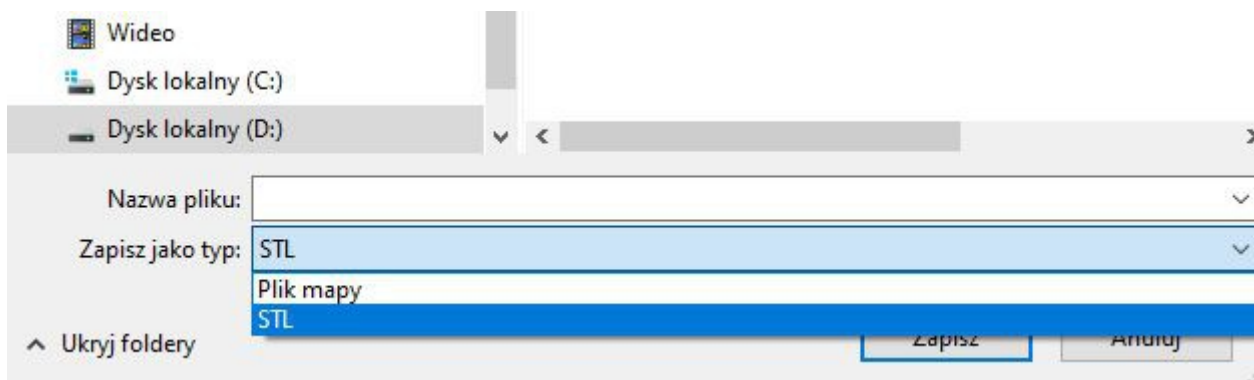 Wideo
Dysk lokalny (C:)
Dysk lokalny (D:)
Nazwa pliku:
Zapisz jako typ: STL
Plik mapy
STL
Ukryj foldery
Zapisz Anuluj